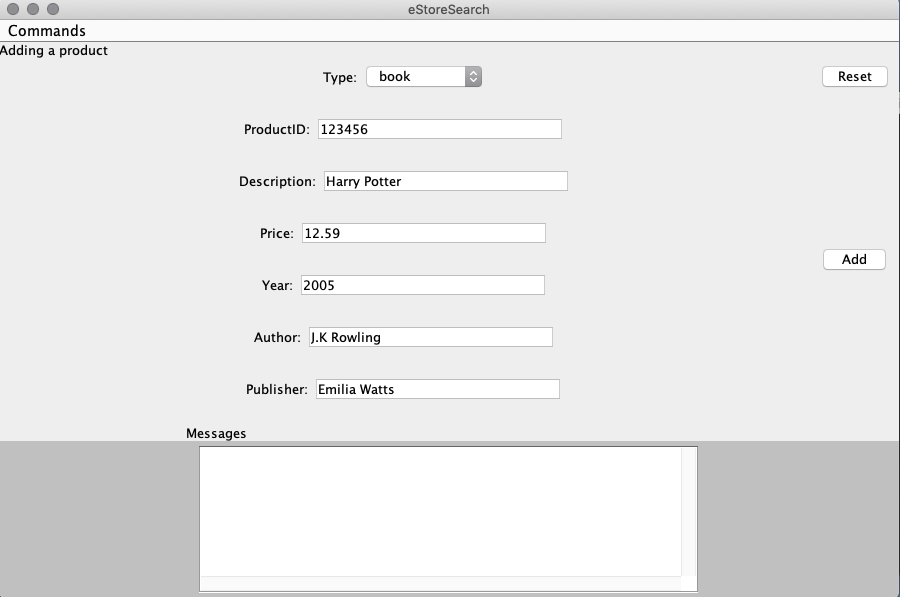 eStoreSearch
Commands
Adding a product
Type: book Reset
ProductID: 123456
Description: Harry Potter
Price: 12.59
Add
Year: 2005
Author: J.K Rowling
Publisher: Emilia Watts
Messages